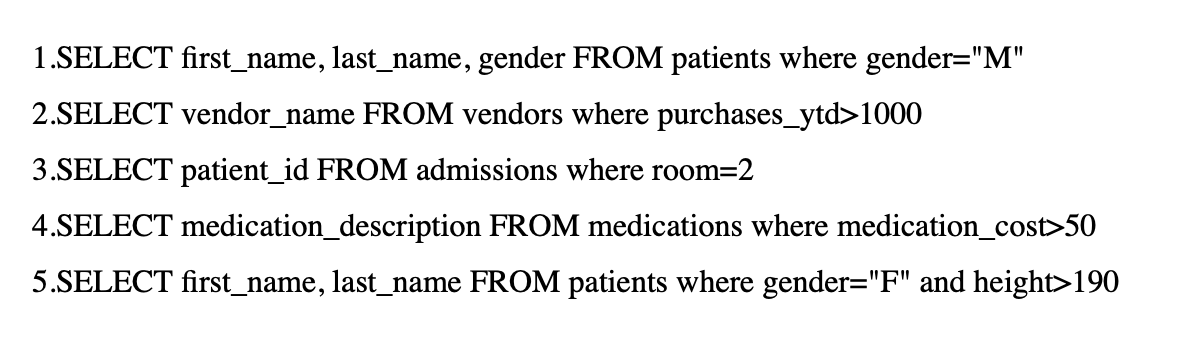 1.SELECT first_name, last_name, gender FROM patients where gender="M"
2.SELECT vendor_name FROM vendors where purchases_ytd>1000
3.SELECT patient_id FROM admissions where room=2
4.SELECT medication_description FROM medications where medication_cost>50
5.SELECT first_name, last_name FROM patients where gender="F" and height>190